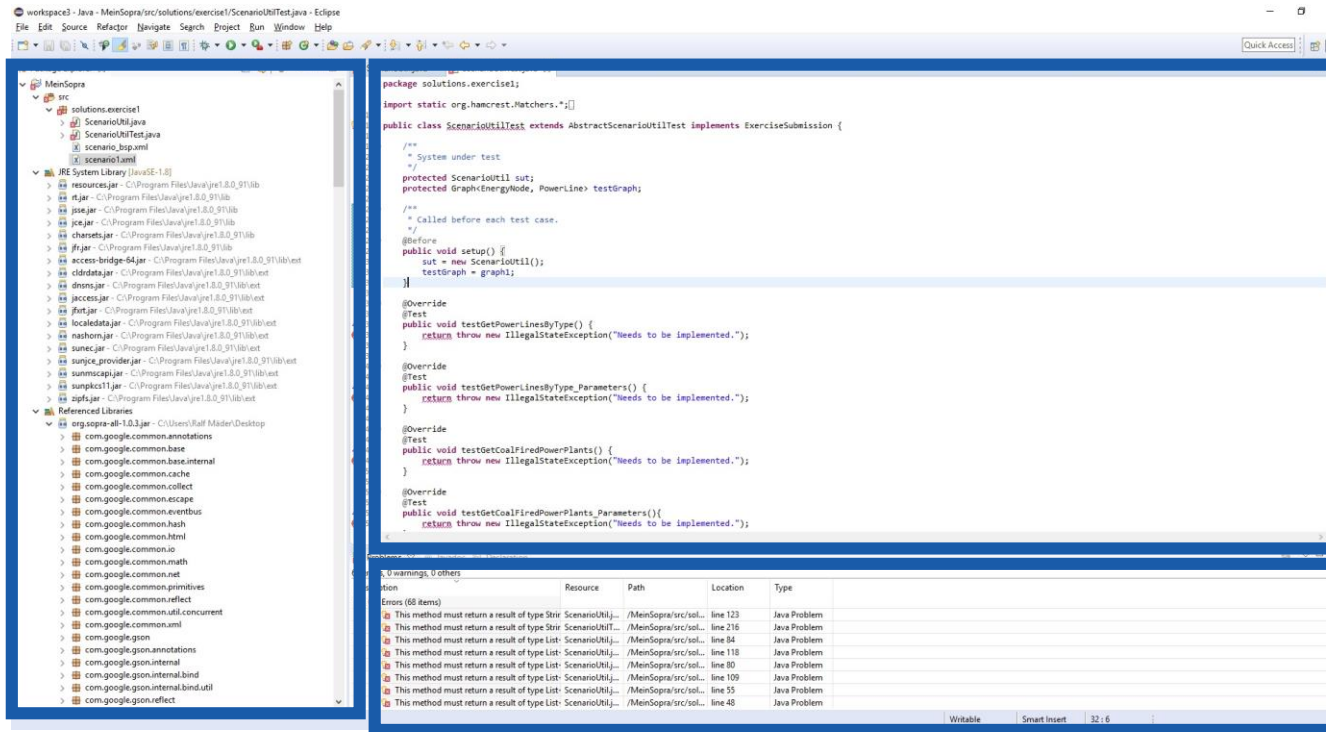 workspace3 - Java - MeinSopra/src/solutions/exercise1/ScenarioUtilTest.java - Eclipse
File Edit Source Refactor Navigate Search Project Run Window Help
Quick Access
MeinSopra
src
solutions.exercise1
ScenarioUtil.java
ScenarioUtilTest.java
scenario_bsp.xml
scenario1.xml
JRE System Library [JavaSE-1.8]
resources.jar - C:\Program Files\Java\jre1.8.0_91\lib
rt.jar - C:\Program Files\Java\jre1.8.0_91\lib
jsse.jar - C:\Program Files\Java\jre1.8.0_91\lib
jce.jar - C:\Program Files\Java\jre1.8.0_91\lib
charsets.jar - C:\Program Files\Java\jre1.8.0_91\lib
jfr.jar - C:\Program Files\Java\jre1.8.0_91\lib
access-bridge-64.jar - C:\Program Files\Java\jre1.8.0_91\lib\ext
cldrdata.jar - C:\Program Files\Java\jre1.8.0_91\lib\ext
dnsns.jar - C:\Program Files\Java\jre1.8.0_91\lib\ext
jaccess.jar - C:\Program Files\Java\jre1.8.0_91\lib\ext
jfxrt.jar - C:\Program Files\Java\jre1.8.0_91\lib\ext
localedata.jar - C:\Program Files\Java\jre1.8.0_91\lib\ext
nashorn.jar - C:\Program Files\Java\jre1.8.0_91\lib\ext
sunec.jar - C:\Program Files\Java\jre1.8.0_91\lib\ext
sunjce_provider.jar - C:\Program Files\Java\jre1.8.0_91\lib\ext
sunmscapi.jar - C:\Program Files\Java\jre1.8.0_91\lib\ext
sunpkcs11.jar - C:\Program Files\Java\jre1.8.0_91\lib\ext
zipfs.jar - C:\Program Files\Java\jre1.8.0_91\lib\ext
Referenced Libraries
org.sopra-all-1.0.3.jar - C:\Users\Ralf Mäder\Desktop
com.google.common.annotations
com.google.common.base
com.google.common.base.internal
com.google.common.cache
com.google.common.collect
com.google.common.escape
com.google.common.eventbus
com.google.common.hash
com.google.common.html
com.google.common.io
com.google.common.math
com.google.common.net
com.google.common.primitives
com.google.common.reflect
com.google.common.util.concurrent
com.google.common.xml
com.google.gson
com.google.gson.annotations
com.google.gson.internal
com.google.gson.internal.bind
com.google.gson.internal.bind.util
com.google.gson.reflect
package solutions.exercise1;
import static org.hamcrest.Matchers.*;
public class ScenarioUtilTest extends AbstractScenarioUtilTest implements ExerciseSubmission {
/**
* System under test
*/
protected ScenarioUtil sut;
protected Graph<EnergyNode, PowerLine> testGraph;
/**
* Called before each test case.
*/
@Before
public void setup() {
sut = new ScenarioUtil();
testGraph = graph1;
}
@Override
@Test
public void testGetPowerLinesByType() {
return throw new IllegalStateException("Needs to be implemented.");
}
@Override
@Test
public void testGetPowerLinesByType_Parameters() {
return throw new IllegalStateException("Needs to be implemented.");
}
@Override
@Test
public void testGetCoalFiredPowerPlants() {
return throw new IllegalStateException("Needs to be implemented.");
}
@Override
@Test
public void testGetCoalFiredPowerPlants_Parameters(){
return throw new IllegalStateException("Needs to be implemented.");
0 warnings, 0 others
Resource Path Location Type
Errors (68 items)
This method must return a result of type Strin ScenarioUtil.j... /MeinSopra/src/sol... line 123 Java Problem
This method must return a result of type Strin ScenarioUtilT... /MeinSopra/src/sol... line 216 Java Problem
This method must return a result of type List< ScenarioUtil.j... /MeinSopra/src/sol... line 84 Java Problem
This method must return a result of type List< ScenarioUtil.j... /MeinSopra/src/sol... line 118 Java Problem
This method must return a result of type List< ScenarioUtil.j... /MeinSopra/src/sol... line 80 Java Problem
This method must return a result of type List< ScenarioUtil.j... /MeinSopra/src/sol... line 109 Java Problem
This method must return a result of type List< ScenarioUtil.j... /MeinSopra/src/sol... line 55 Java Problem
This method must return a result of type List< ScenarioUtil.j... /MeinSopra/src/sol... line 48 Java Problem
Writable Smart Insert 32 : 6